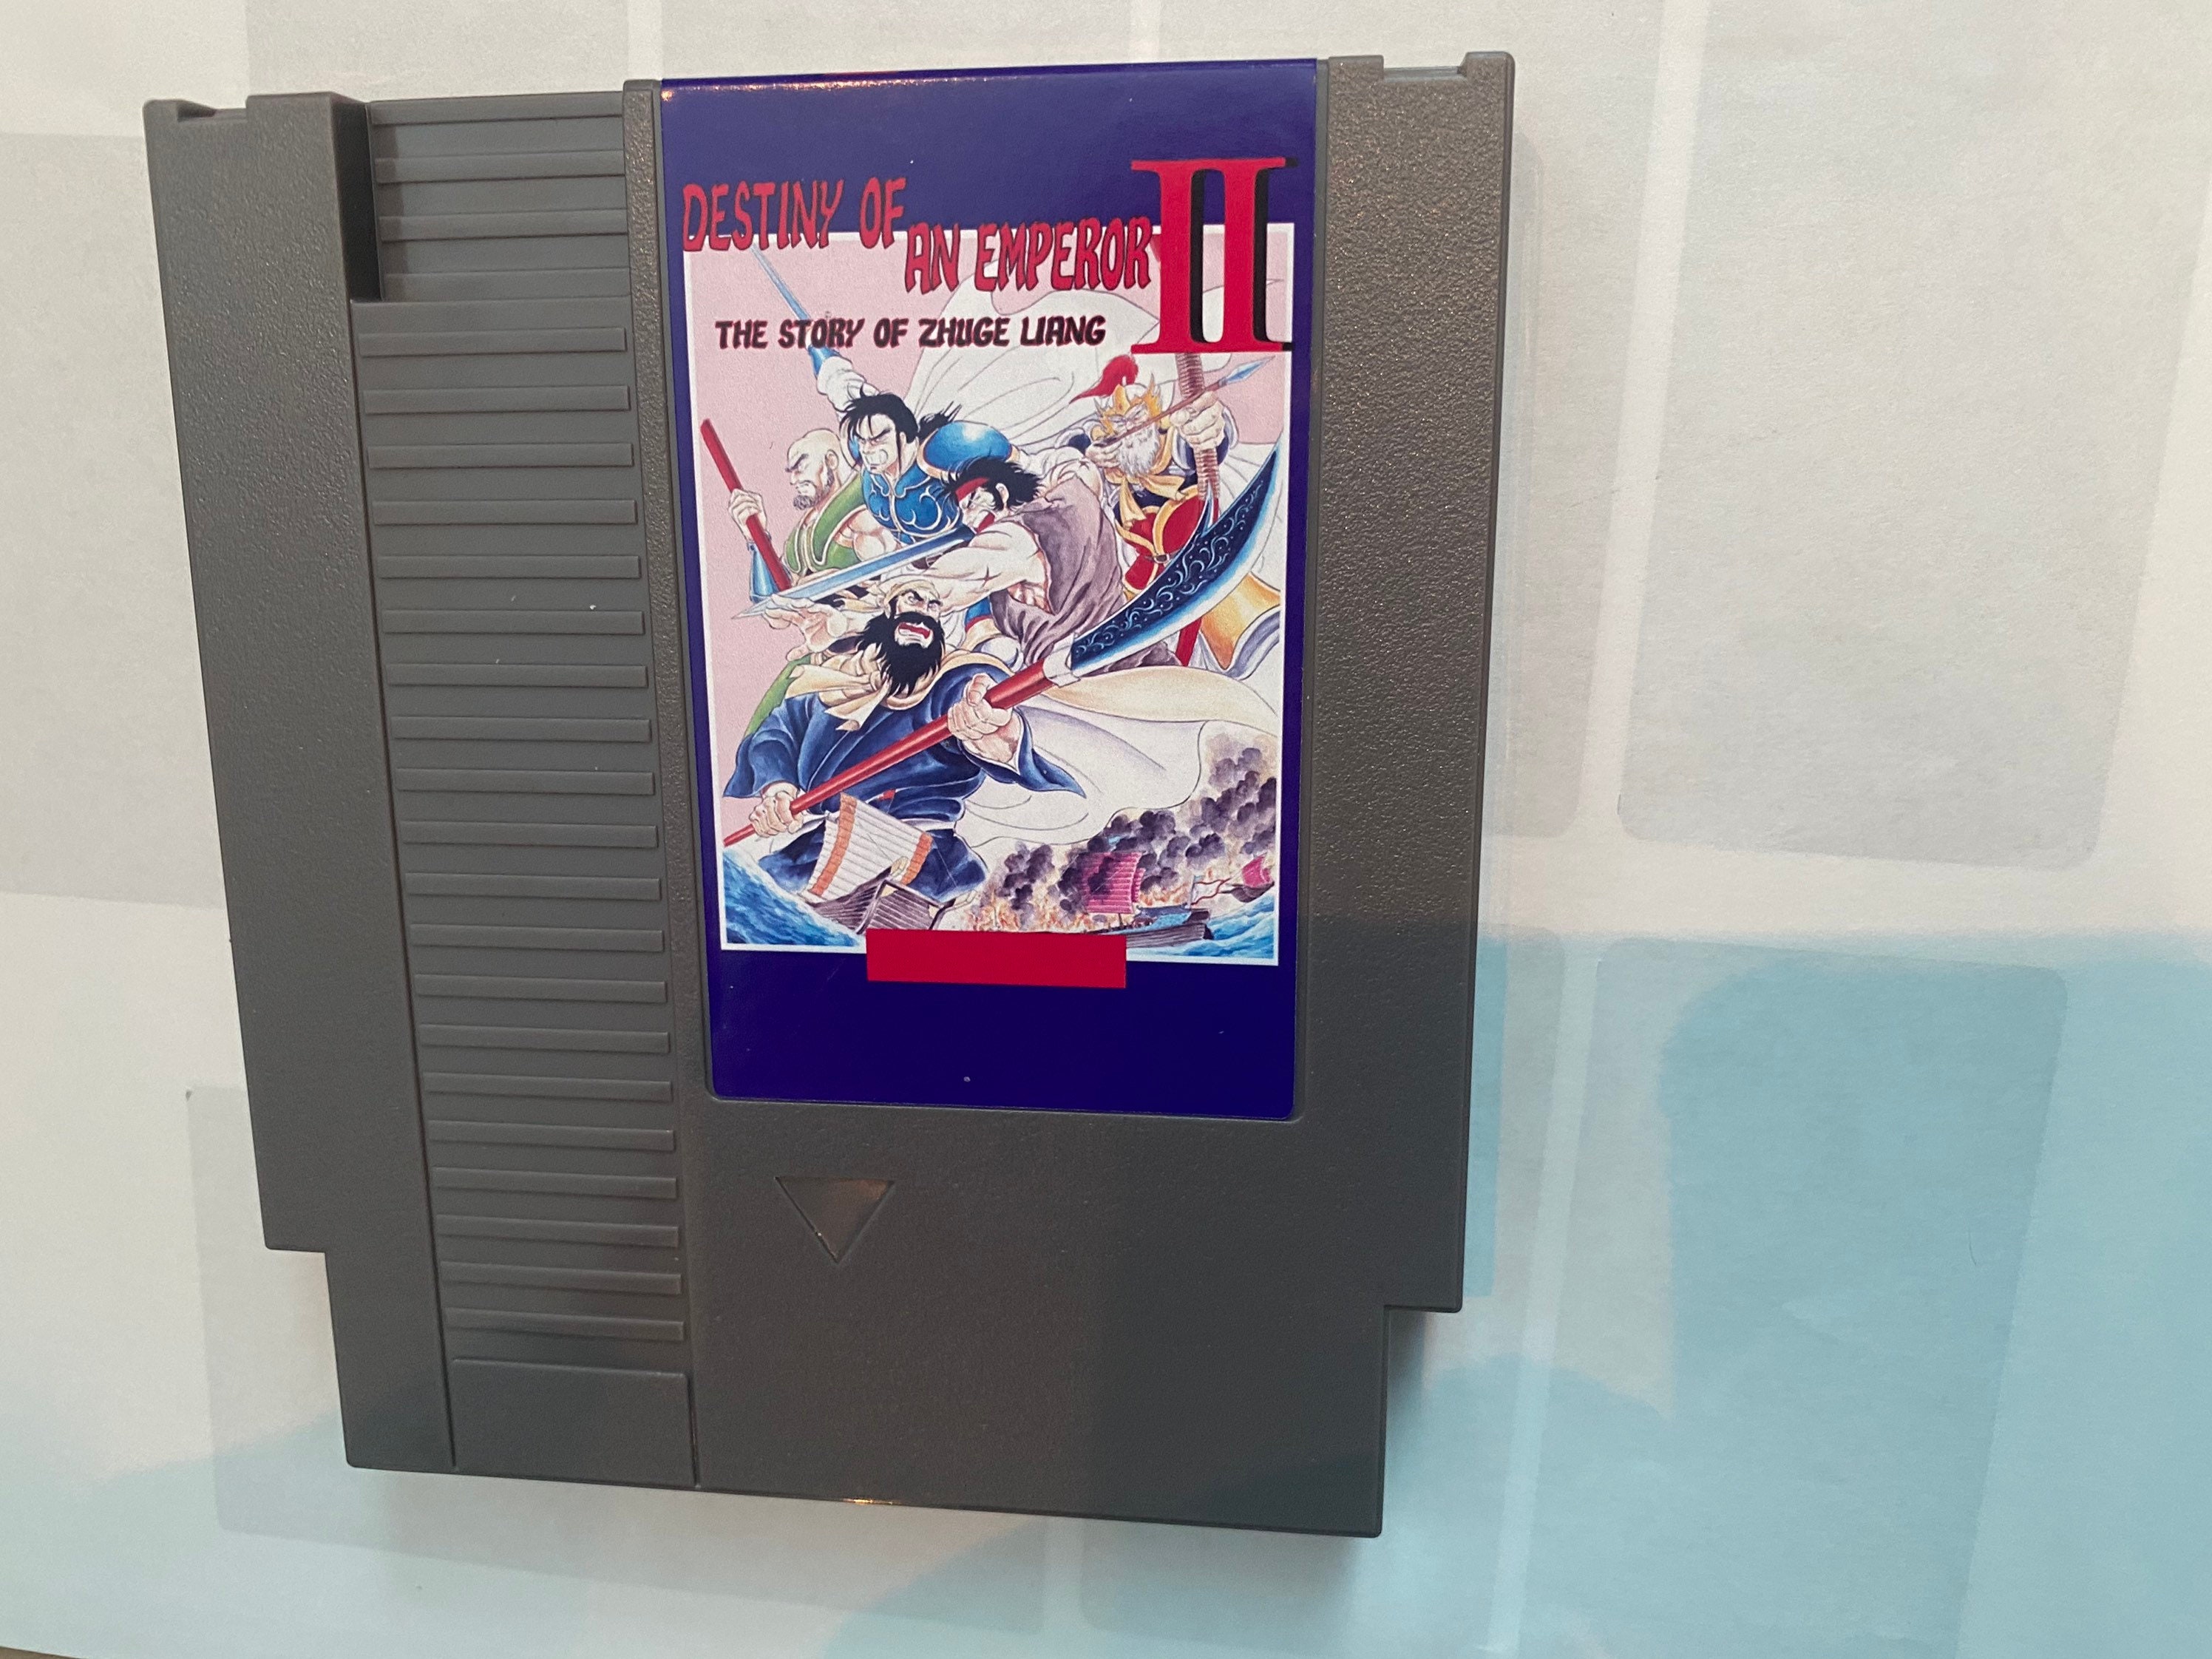 DESTINY OF
AN EMPEROR II
THE STORY OF ZHUGE LIANG